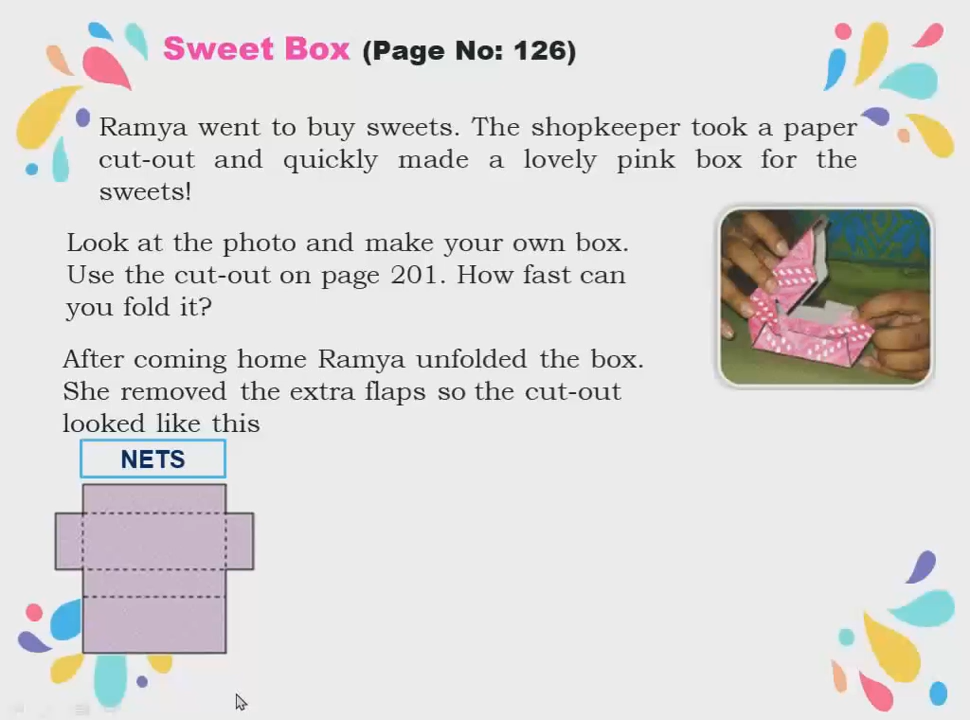 Sweet Box (Page No: 126)
Ramya went to buy sweets. The shopkeeper took a paper
cut-out and quickly made a lovely pink box for the
sweets!
Look at the photo and make your own box.
Use the cut-out on page 201. How fast can
you fold it?
After coming home Ramya unfolded the box.
She removed the extra flaps so the cut-out
looked like this
NETS